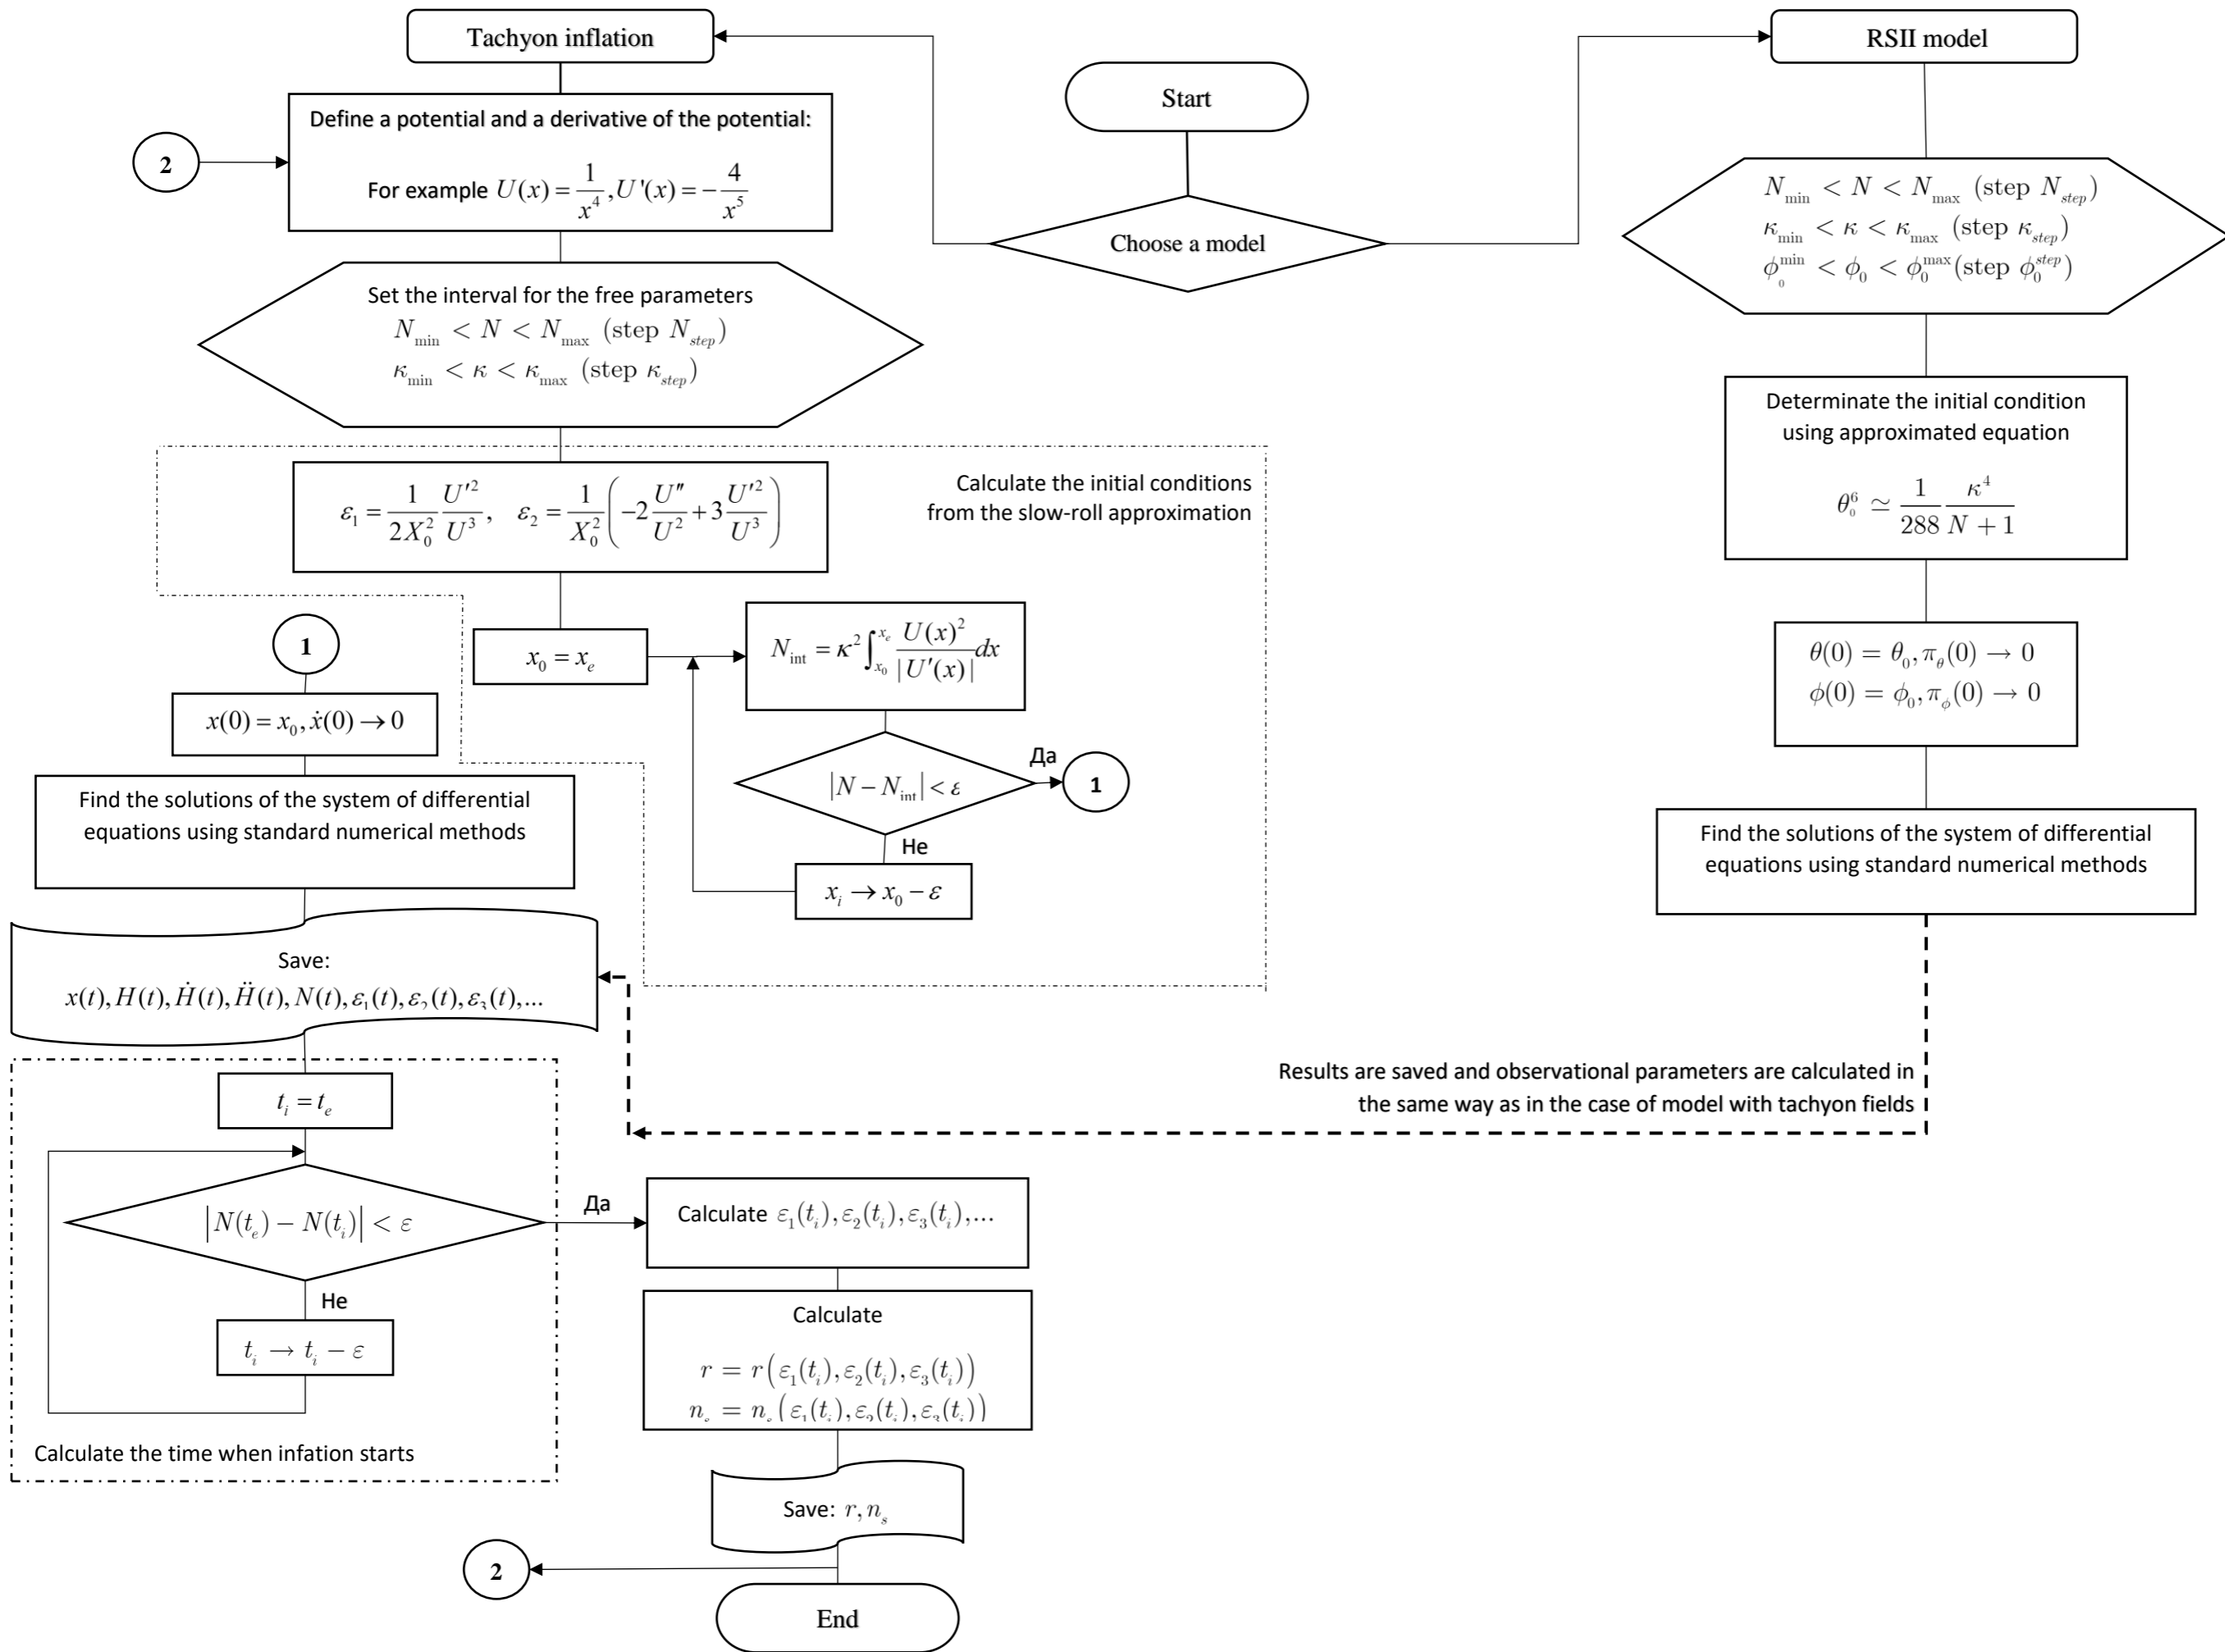 Start
Choose a model
Tachyon inflation
Define a potential and a derivative of the potential:
For example U(x) = 1/x^4, U'(x) = -4/x^5
2
Set the interval for the free parameters
N_min < N < N_max (step N_step)
κ_min < κ < κ_max (step κ_step)
Calculate the initial conditions
from the slow-roll approximation
ε_1 = 1/(2X_0^2) U'^2/U^3, ε_2 = 1/X_0^2 (-2 U''/U^2 + 3 U'^2/U^3)
x_0 = x_e
N_int = κ^2 ∫_{x_0}^{x_e} U(x)^2/|U'(x)| dx
|N - N_int| < ε
Да
1
Не
x_i → x_0 - ε
1
x(0) = x_0, ẋ(0) → 0
Find the solutions of the system of differential
equations using standard numerical methods
Save:
x(t), H(t), Ḣ(t), Ḧ(t), N(t), ε_1(t), ε_2(t), ε_3(t), ...
t_i = t_e
|N(t_e) - N(t_i)| < ε
Да
Не
t_i → t_i - ε
Calculate the time when infation starts
Calculate ε_1(t_i), ε_2(t_i), ε_3(t_i), ...
Calculate
r = r(ε_1(t_i), ε_2(t_i), ε_3(t_i))
n_s = n_s(ε_1(t_i), ε_2(t_i), ε_3(t_i))
Save: r, n_s
2
End
RSII model
N_min < N < N_max (step N_step)
κ_min < κ < κ_max (step κ_step)
ϕ_0^min < ϕ_0 < ϕ_0^max (step ϕ_0^step)
Determinate the initial condition
using approximated equation
θ_0^6 ≃ 1/288 κ^4/(N + 1)
θ(0) = θ_0, π_θ(0) → 0
ϕ(0) = ϕ_0, π_ϕ(0) → 0
Find the solutions of the system of differential
equations using standard numerical methods
Results are saved and observational parameters are calculated in
the same way as in the case of model with tachyon fields